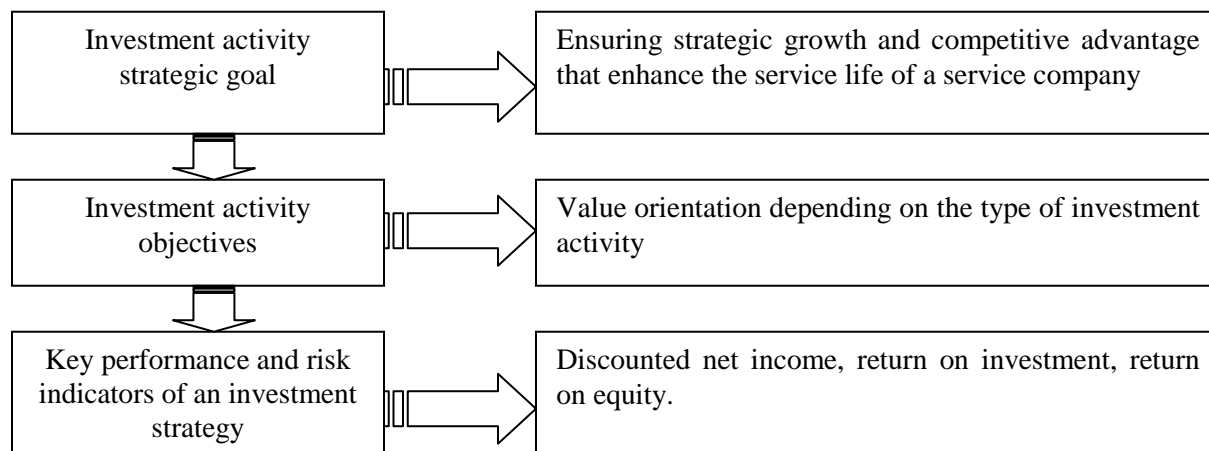 Investment activity
strategic goal
Ensuring strategic growth and competitive advantage
that enhance the service life of a service company
Investment activity
objectives
Value orientation depending on the type of investment
activity
Key performance and risk
indicators of an investment
strategy
Discounted net income, return on investment, return
on equity.